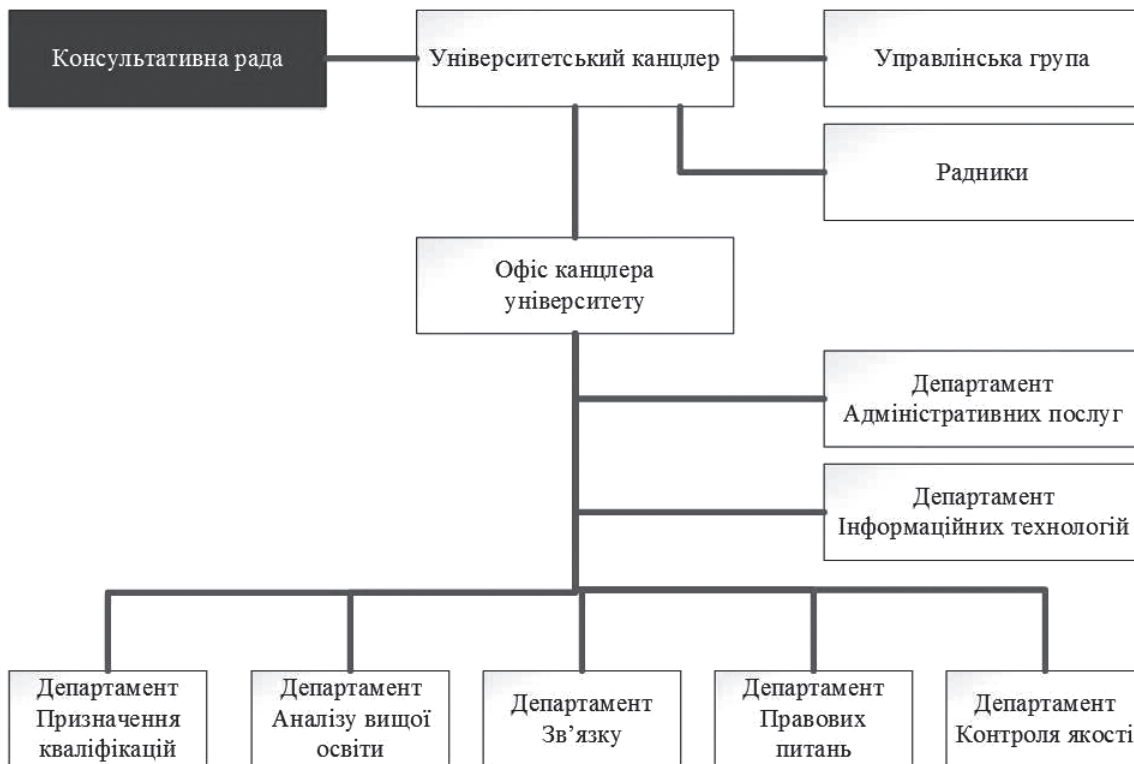 Консультативна рада
Університетський канцлер
Управлінська група
Радники
Офіс канцлера
університету
Департамент
Адміністративних послуг
Департамент
Інформаційних технологій
Департамент
Призначення
кваліфікацій
Департамент
Аналізу вищої
освіти
Департамент
Зв’язку
Департамент
Правових
питань
Департамент
Контроля якості